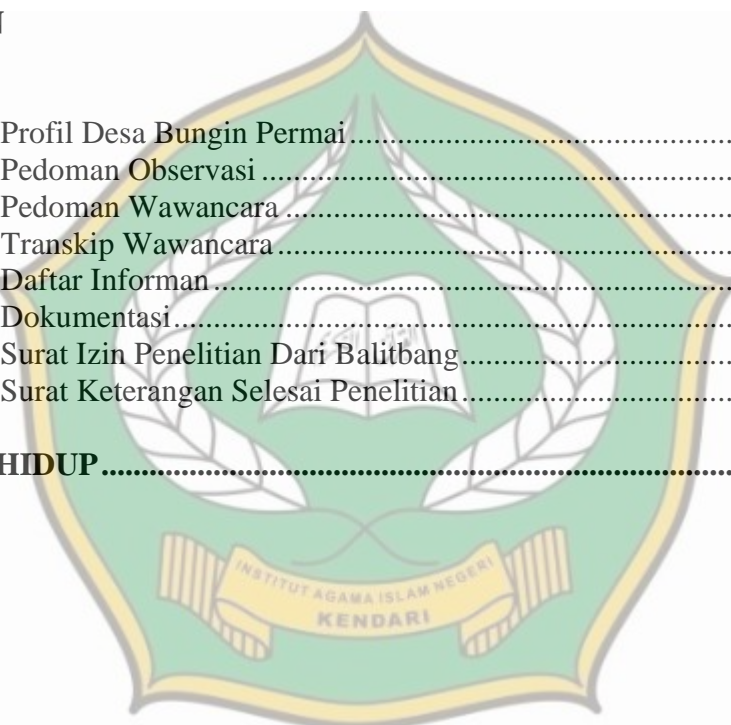 Profil Desa Bungin Permai..........................................................
Pedoman Observasi..........................................................
Pedoman Wawancara..........................................................
Transkip Wawancara..........................................................
Daftar Informan..........................................................
Dokumentasi..........................................................
Surat Izin Penelitian Dari Balitbang..........................................................
Surat Keterangan Selesai Penelitian..........................................................
HIDUP..........................................................
INSTITUT AGAMA ISLAM NEGERI
KENDARI